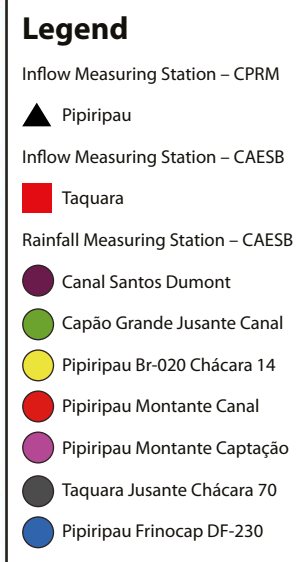 Legend
Inflow Measuring Station – CPRM
Pipiripau
Inflow Measuring Station – CAESB
Taquara
Rainfall Measuring Station – CAESB
Canal Santos Dumont
Capão Grande Jusante Canal
Pipiripau Br-020 Chácara 14
Pipiripau Montante Canal
Pipiripau Montante Captação
Taquara Jusante Chácara 70
Pipiripau Frinocap DF-230